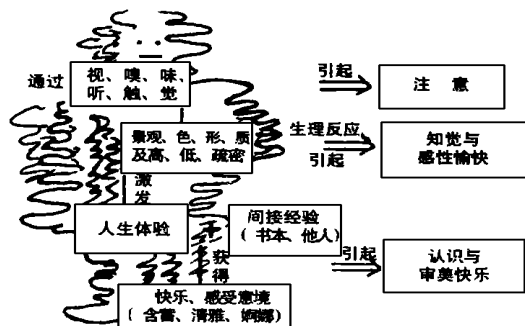 通过
视、嗅、味、
听、触、觉
引起
注 意
景观、色、形、质
及高、低、疏密
生理反应
引起
知觉与
感性愉快
激发
人生体验
间接经验
（书本、他人）
引起
认识与
审美快乐
获得
快乐、感受意境
（含蓄、清雅、婀娜）